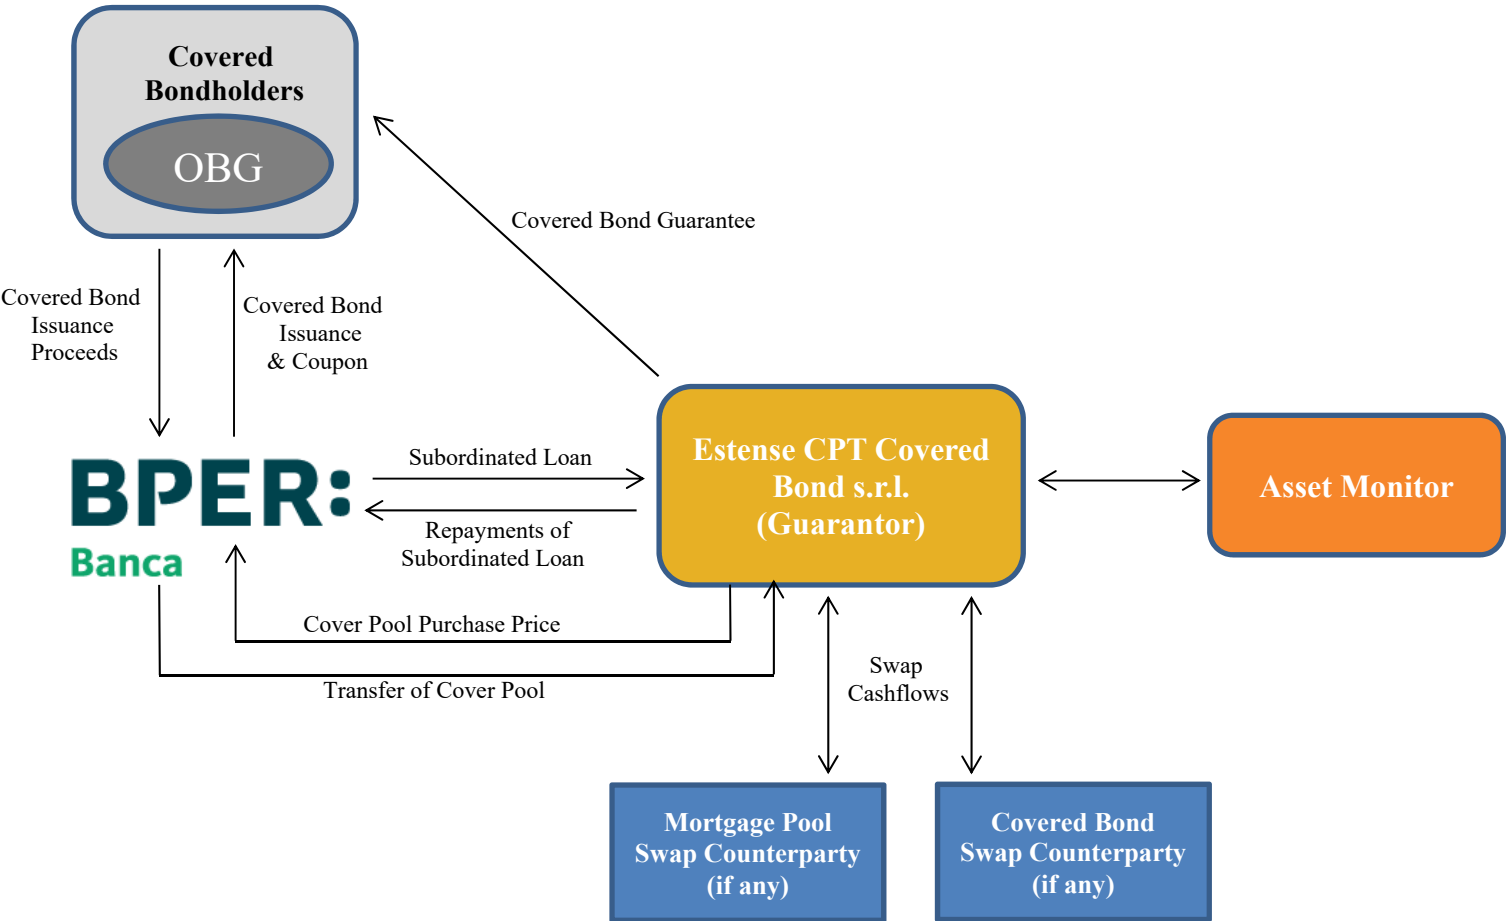 Covered
Bondholders
OBG
Covered Bond Guarantee
Covered Bond
Issuance
Proceeds
Covered Bond
Issuance
& Coupon
BPER:
Banca
Subordinated Loan
Repayments of
Subordinated Loan
Estense CPT Covered
Bond s.r.l.
(Guarantor)
Asset Monitor
Cover Pool Purchase Price
Transfer of Cover Pool
Swap
Cashflows
Mortgage Pool
Swap Counterparty
(if any)
Covered Bond
Swap Counterparty
(if any)